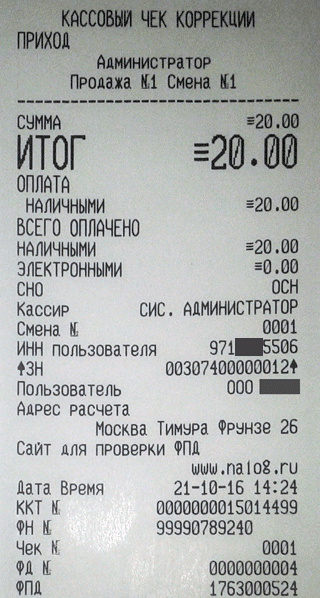 КАССОВЫЙ ЧЕК КОРРЕКЦИИ
ПРИХОД
Администратор
Продажа №1 Смена №1
СУММА ≡20.00
ИТОГ ≡20.00
ОПЛАТА
НАЛИЧНЫМИ ≡20.00
ВСЕГО ОПЛАЧЕНО
НАЛИЧНЫМИ ≡20.00
ЭЛЕКТРОННЫМИ ≡0.00
СНО ОСН
Кассир СИС. АДМИНИСТРАТОР
Смена № 0001
ИНН пользователя 971 5506
↑ЗН 00307400000012↑
Пользователь ООО
Адрес расчета
Москва Тимура Фрунзе 26
Сайт для проверки ФПД
www.nalog.ru
Дата Время 21-10-16 14:24
ККТ № 0000000015014499
ФН № 99990789240
Чек № 0001
ФД № 0000000004
ФПД 1763000524